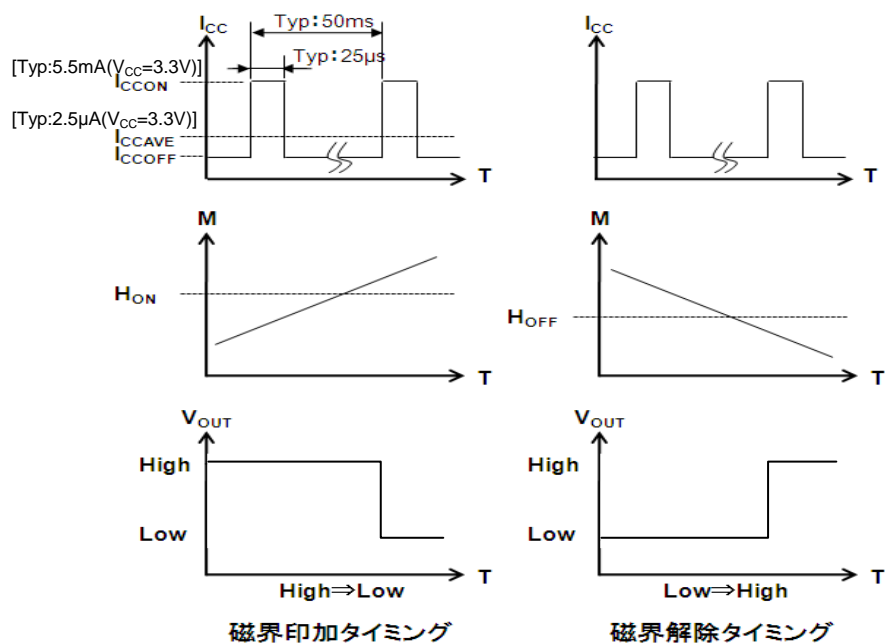 ICC
Typ:50ms
Typ:25μs
[Typ:5.5mA(VCC=3.3V)]
ICCON
[Typ:2.5μA(VCC=3.3V)]
ICCAVE
ICCOFF
T
ICC
T
M
HON
T
M
HOFF
T
VOUT
High
Low
T
High⇒Low
磁界印加タイミング
VOUT
High
Low
T
Low⇒High
磁界解除タイミング